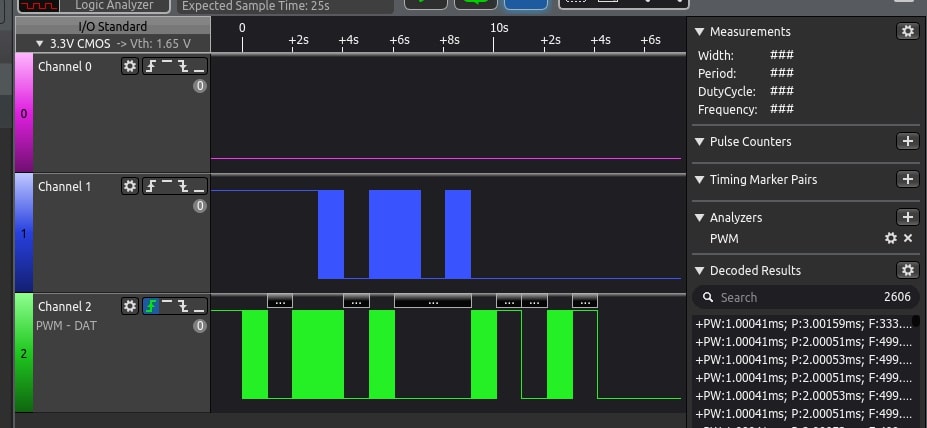 Logic Analyzer
Expected Sample Time: 25s
I/O Standard
3.3V CMOS -> Vth: 1.65 V
0 +2s +4s +6s +8s 10s +2s +4s +6s
Channel 0
0
0
Channel 1
0
1
Channel 2
PWM - DAT
0
2
... ... ... ... ... ...
Measurements
Width: ###
Period: ###
DutyCycle: ###
Frequency: ###
Pulse Counters
Timing Marker Pairs
Analyzers
PWM
Decoded Results
Search 2606
+PW:1.00041ms; P:3.00159ms; F:333....
+PW:1.00041ms; P:2.00051ms; F:499....
+PW:1.00041ms; P:2.00053ms; F:499....
+PW:1.00041ms; P:2.00051ms; F:499....
+PW:1.00041ms; P:2.00053ms; F:499....
+PW:1.00041ms; P:2.00051ms; F:499....